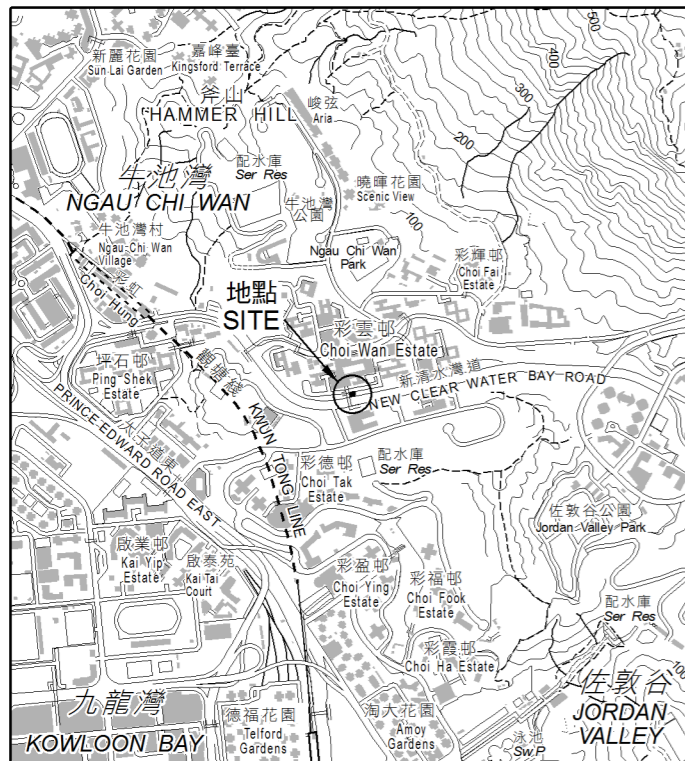 新麗花園
Sun Lai Garden
嘉峰臺
Kingsford Terrace
斧山
HAMMER HILL
峻弦
Aria
500
400
300
200
100
牛池灣
NGAU CHI WAN
配水庫
Ser Res
牛池灣
公園
曉暉花園
Scenic View
牛池灣村
Ngau Chi Wan
Village
Ngau Chi Wan
Park
彩輝邨
Choi Fai
Estate
彩虹
Choi Hung
地點
SITE
彩雲邨
Choi Wan Estate
坪石邨
Ping Shek
Estate
觀塘綫
KWUN TONG LINE
新清水灣道
NEW CLEAR WATER BAY ROAD
太子道東
PRINCE EDWARD ROAD EAST
彩德邨
Choi Tak
Estate
配水庫
Ser Res
佐敦谷公園
Jordan Valley Park
啟業邨
Kai Yip
Estate
啟泰苑
Kai Tai
Court
彩盈邨
Choi Ying
Estate
彩福邨
Choi Fook
Estate
配水庫
Ser Res
彩霞邨
Choi Ha Estate
100
九龍灣
KOWLOON BAY
德福花園
Telford
Gardens
淘大花園
Amoy
Gardens
佐敦谷
JORDAN
VALLEY
泳池
Sw P